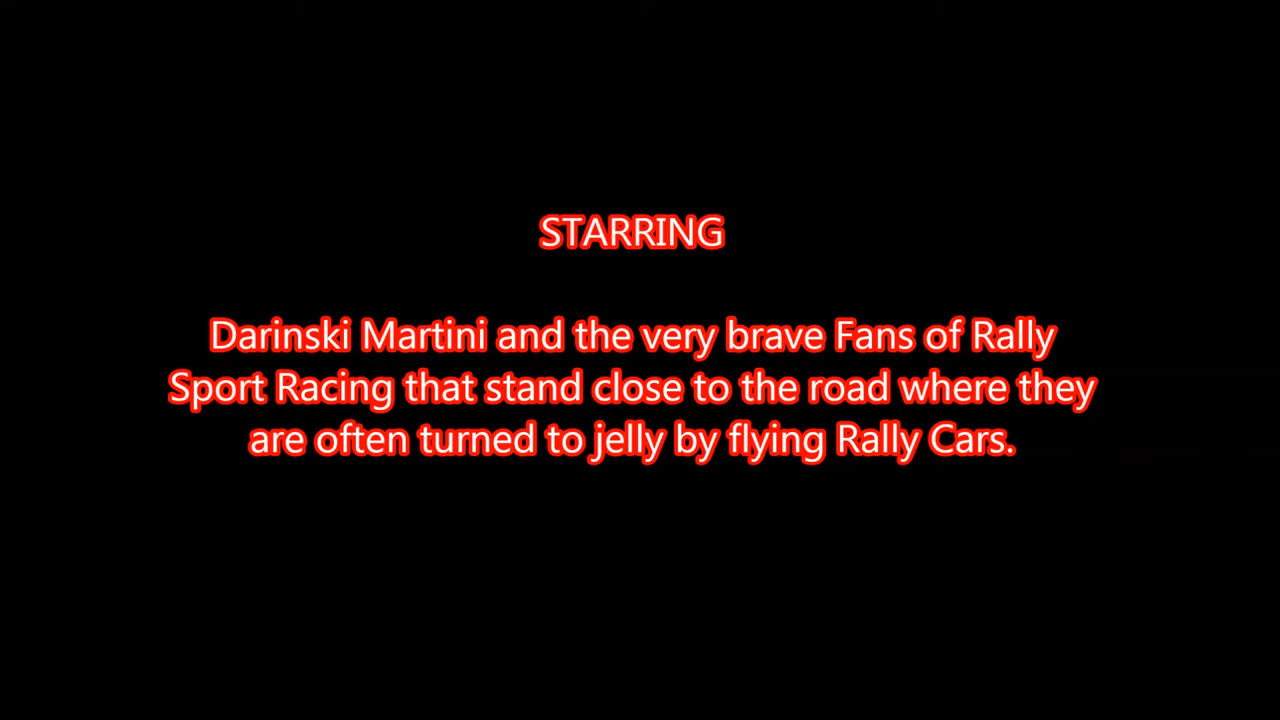 STARRING
Darinski Martini and the very brave Fans of Rally
Sport Racing that stand close to the road where they
are often turned to jelly by flying Rally Cars.